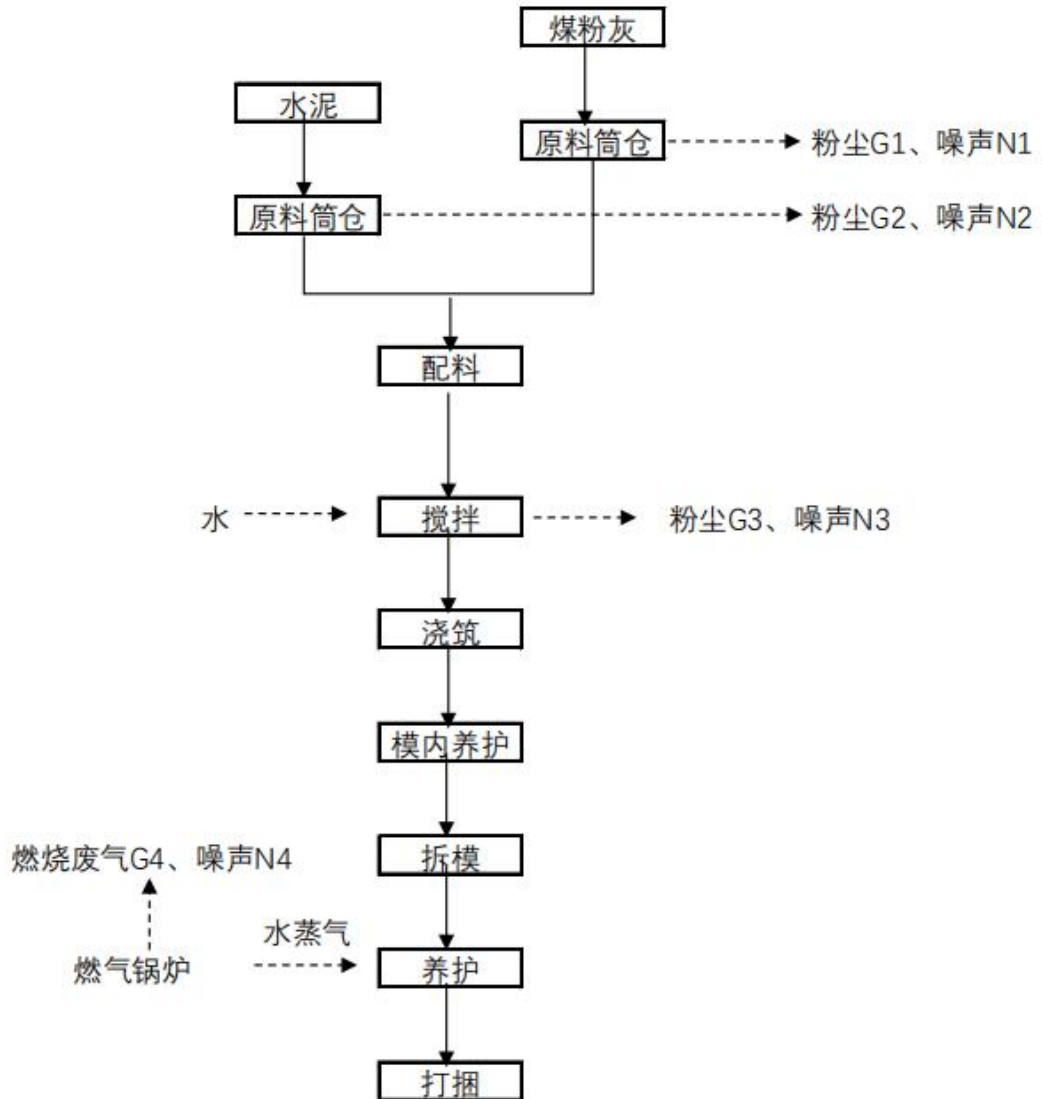 煤粉灰
水泥
原料筒仓
粉尘G1、噪声N1
原料筒仓
粉尘G2、噪声N2
配料
水
搅拌
粉尘G3、噪声N3
浇筑
模内养护
拆模
燃烧废气G4、噪声N4
水蒸气
燃气锅炉
养护
打捆